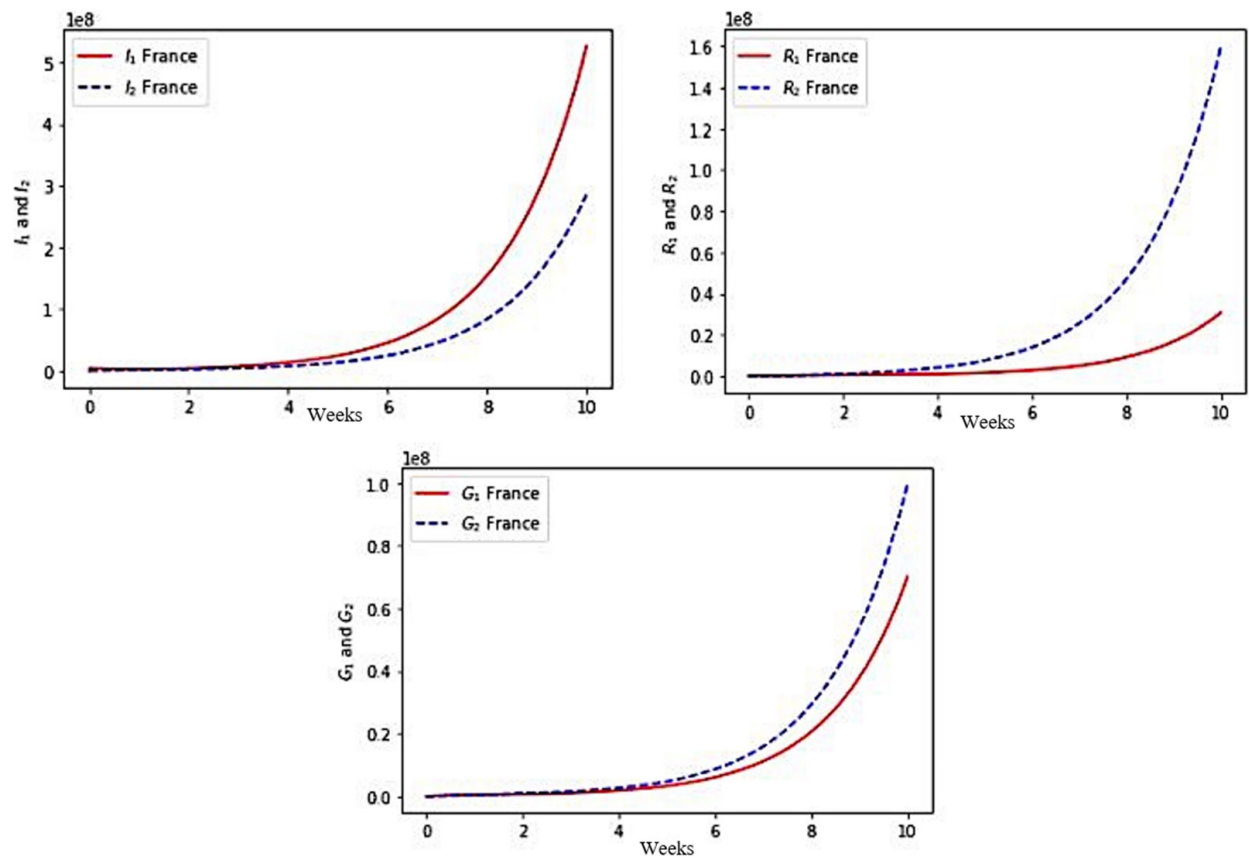 1e8
I₁ France
I₂ France
5
4
3
2
1
0
I₁ and I₂
0 2 4 6 8 10
Weeks
1e8
R₁ France
R₂ France
1.6
1.4
1.2
1.0
0.8
0.6
0.4
0.2
0.0
R₁ and R₂
0 2 4 6 8 10
Weeks
1e8
G₁ France
G₂ France
1.0
0.8
0.6
0.4
0.2
0.0
G₁ and G₂
0 2 4 6 8 10
Weeks